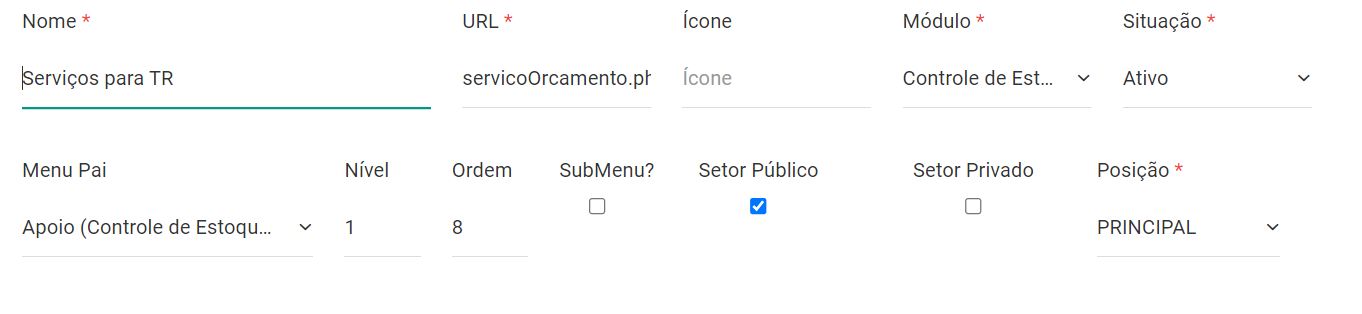 Nome * URL * Ícone Módulo * Situação *
Serviços para TR servicoOrcamento.ph Ícone Controle de Est... Ativo
Menu Pai Nível Ordem SubMenu? Setor Público Setor Privado Posição *
Apoio (Controle de Estoqu... 1 8 PRINCIPAL